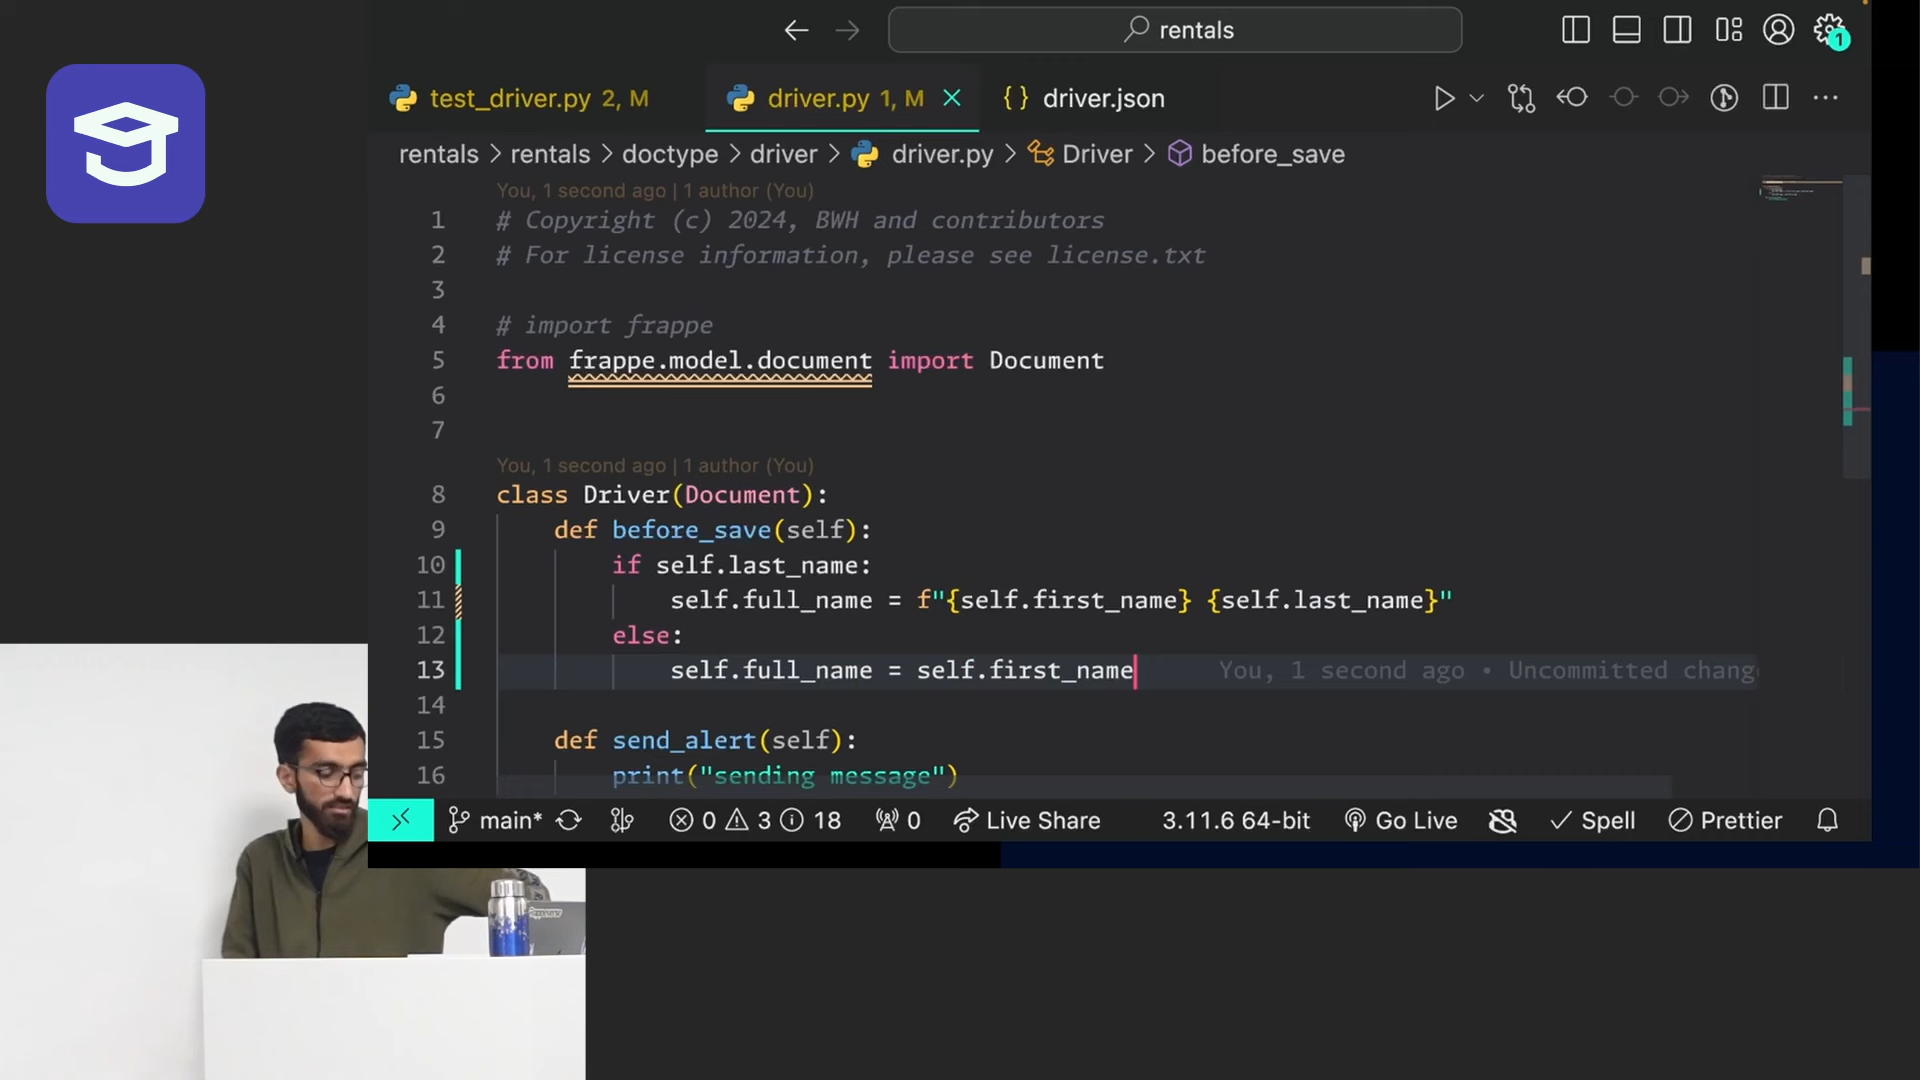 rentals
1
test_driver.py 2, M
driver.py 1, M
{} driver.json
rentals > rentals > doctype > driver > driver.py > Driver > before_save
You, 1 second ago | 1 author (You)
1 # Copyright (c) 2024, BWH and contributors
2 # For license information, please see license.txt
3
4 # import frappe
5 from frappe.model.document import Document
6
7
You, 1 second ago | 1 author (You)
8 class Driver(Document):
9 def before_save(self):
10 if self.last_name:
11 self.full_name = f"{self.first_name} {self.last_name}"
12 else:
13 self.full_name = self.first_name You, 1 second ago • Uncommitted chang
14
15 def send_alert(self):
16 print("sending message")
main* 0 3 18 0 Live Share 3.11.6 64-bit Go Live Spell Prettier